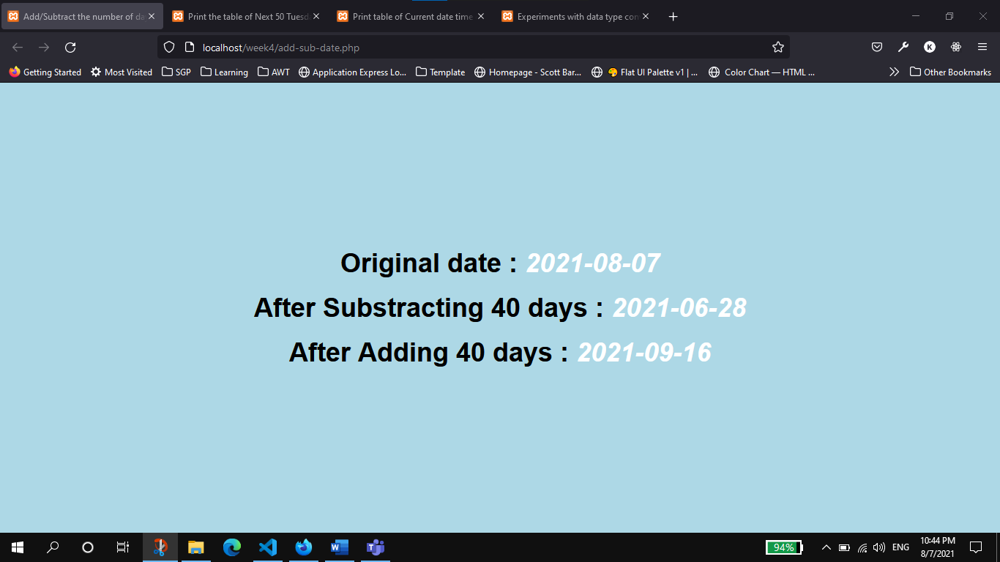 Add/Subtract the number of da
Print the table of Next 50 Tuesd
Print table of Current date time
Experiments with data type con
localhost/week4/add-sub-date.php
K
Getting Started
Most Visited
SGP
Learning
AWT
Application Express Lo...
Template
Homepage - Scott Bar...
Flat UI Palette v1 | ...
Color Chart — HTML ...
Other Bookmarks
Original date : 2021-08-07
After Substracting 40 days : 2021-06-28
After Adding 40 days : 2021-09-16
94%
ENG
10:44 PM
8/7/2021